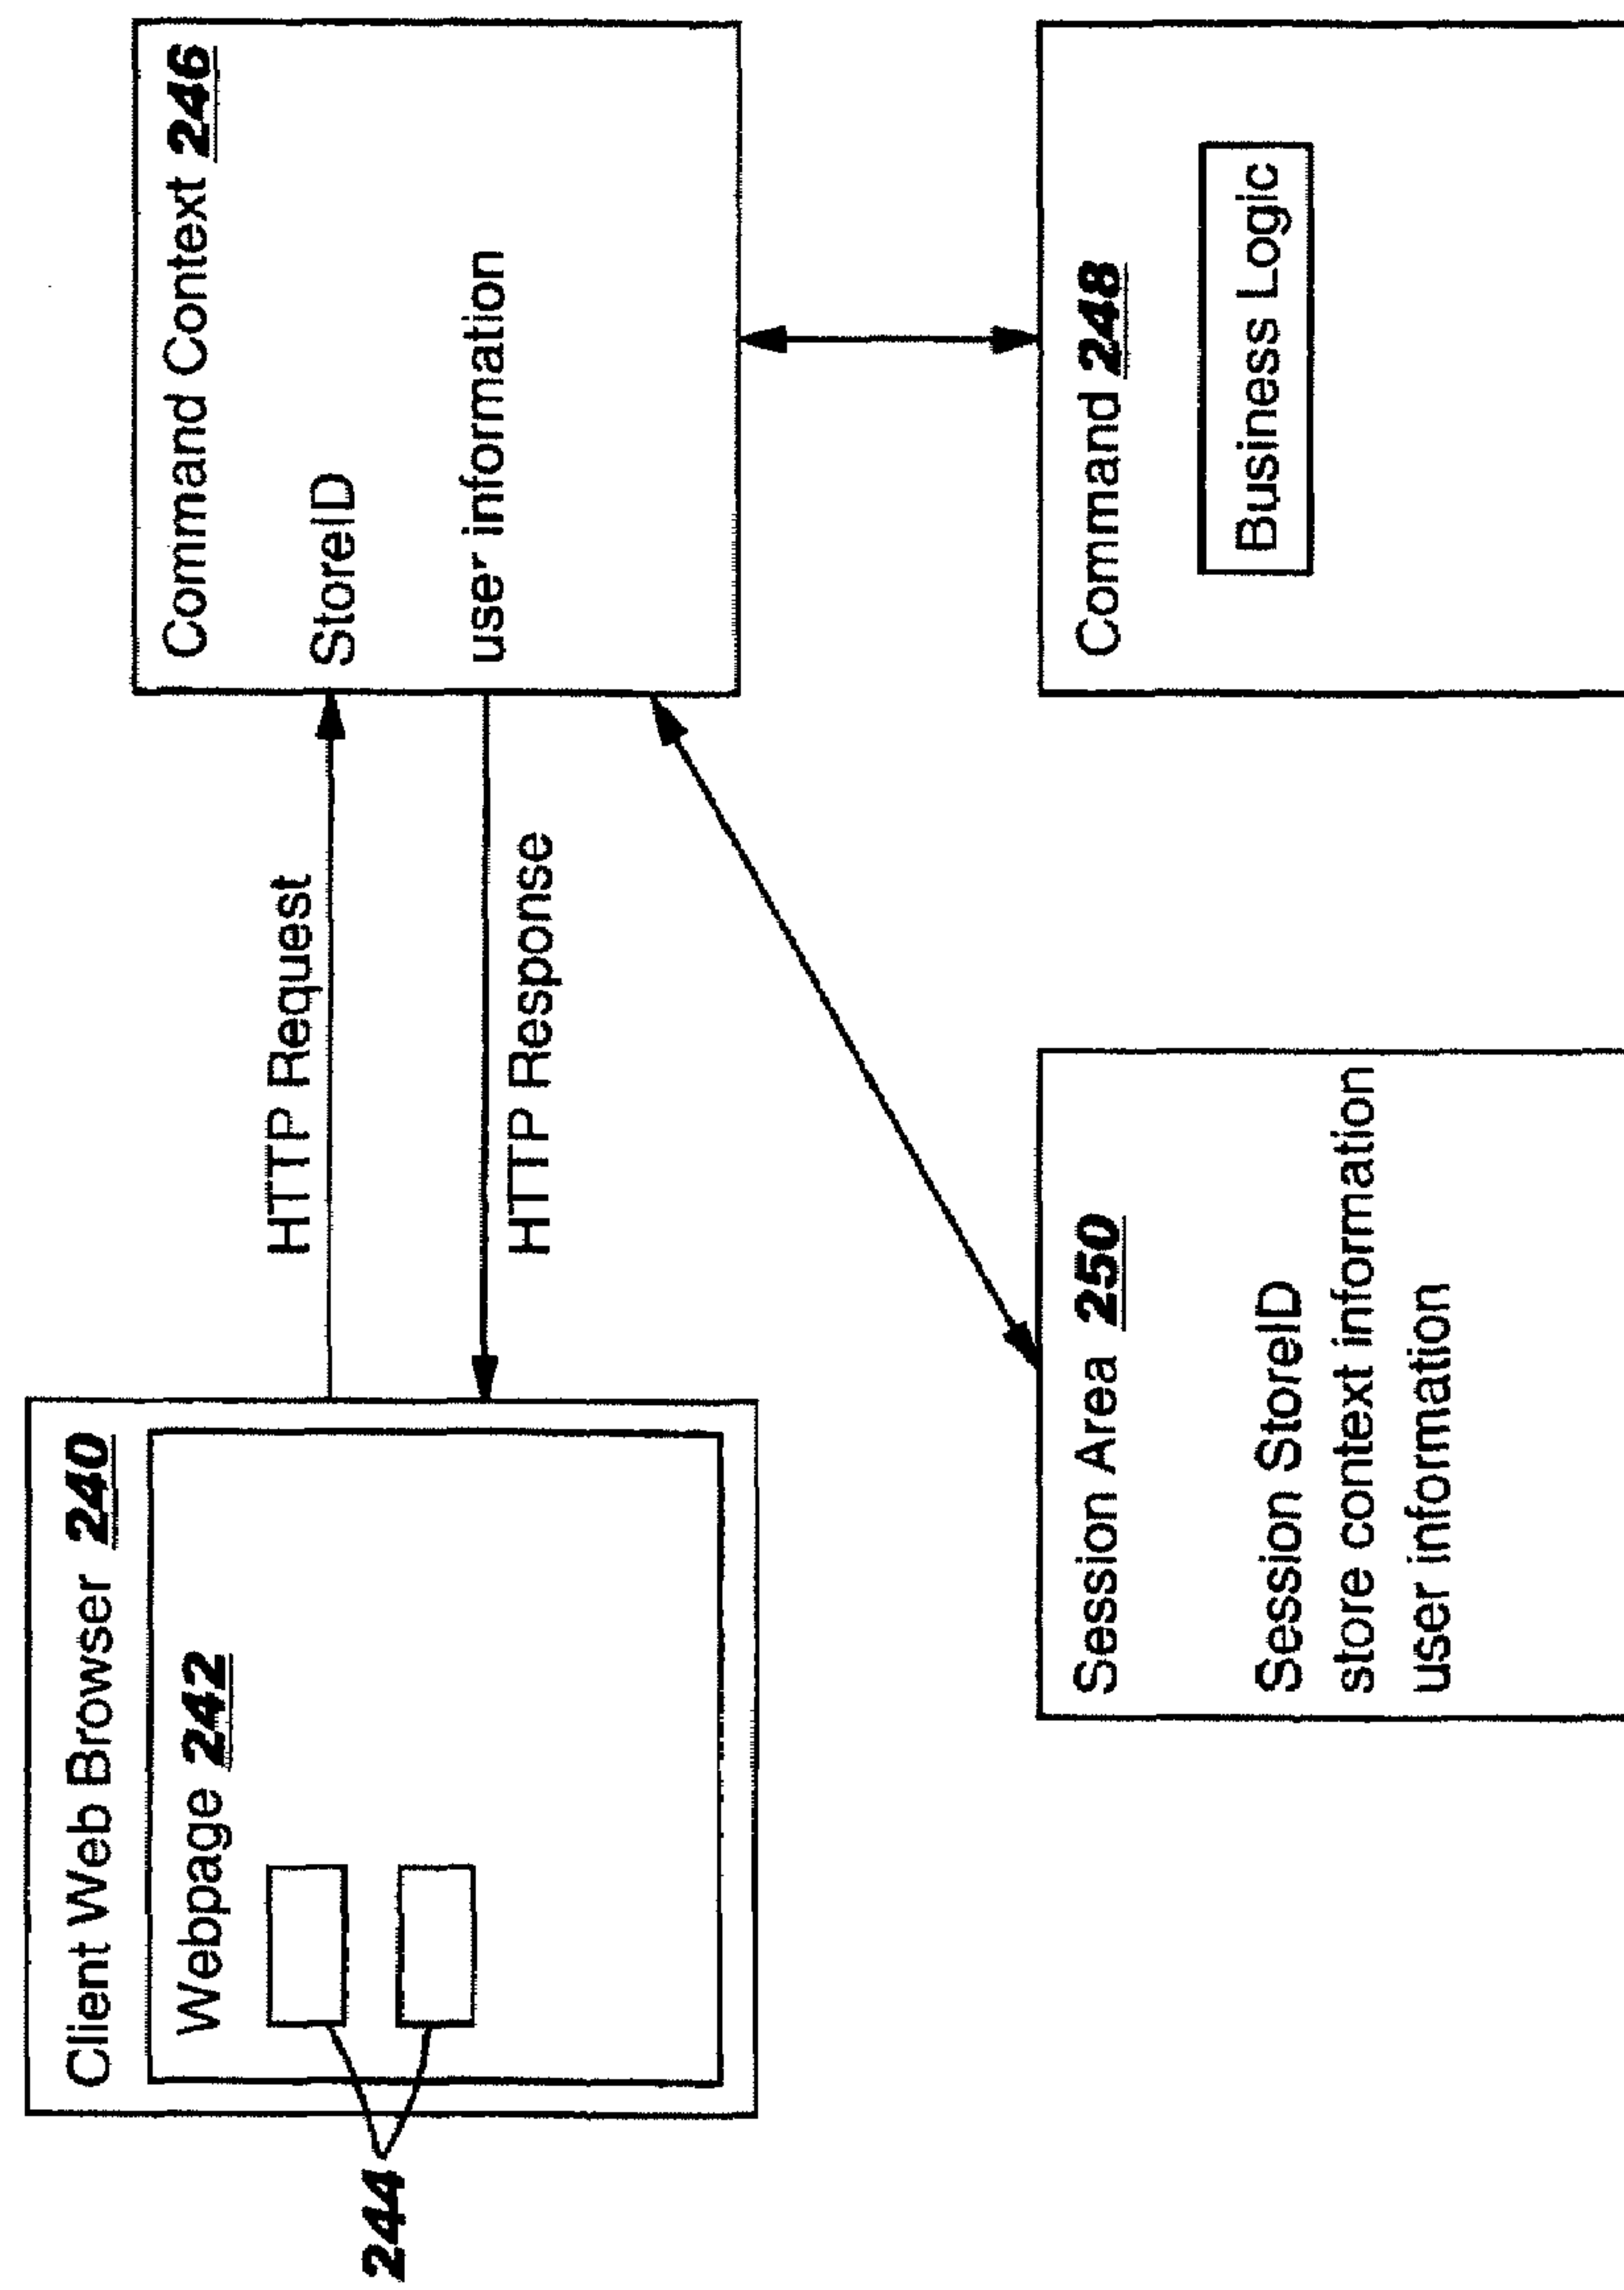 Client Web Browser 240
Webpage 242
244
HTTP Request
HTTP Response
Command Context 246
StoreID
user information
Session Area 250
Session StoreID
store context information
user information
Command 248
Business Logic